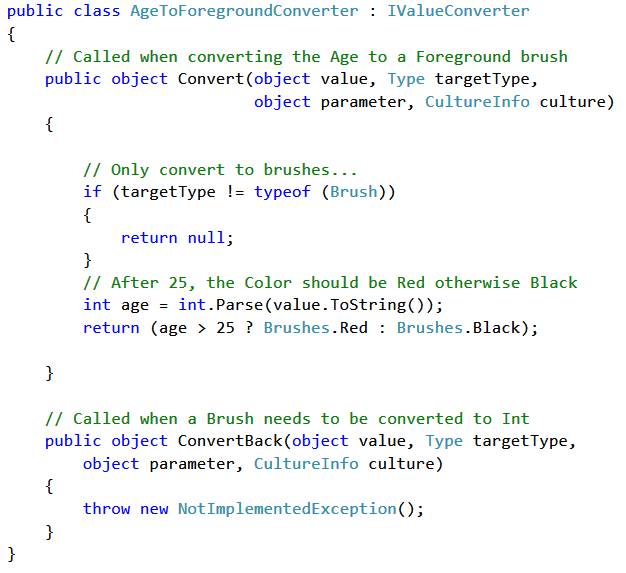 public class AgeToForegroundConverter : IValueConverter
{
    // Called when converting the Age to a Foreground brush
    public object Convert(object value, Type targetType,
                          object parameter, CultureInfo culture)
    {

        // Only convert to brushes...
        if (targetType != typeof (Brush))
        {
            return null;
        }
        // After 25, the Color should be Red otherwise Black
        int age = int.Parse(value.ToString());
        return (age > 25 ? Brushes.Red : Brushes.Black);

    }

    // Called when a Brush needs to be converted to Int
    public object ConvertBack(object value, Type targetType,
        object parameter, CultureInfo culture)
    {
        throw new NotImplementedException();
    }
}